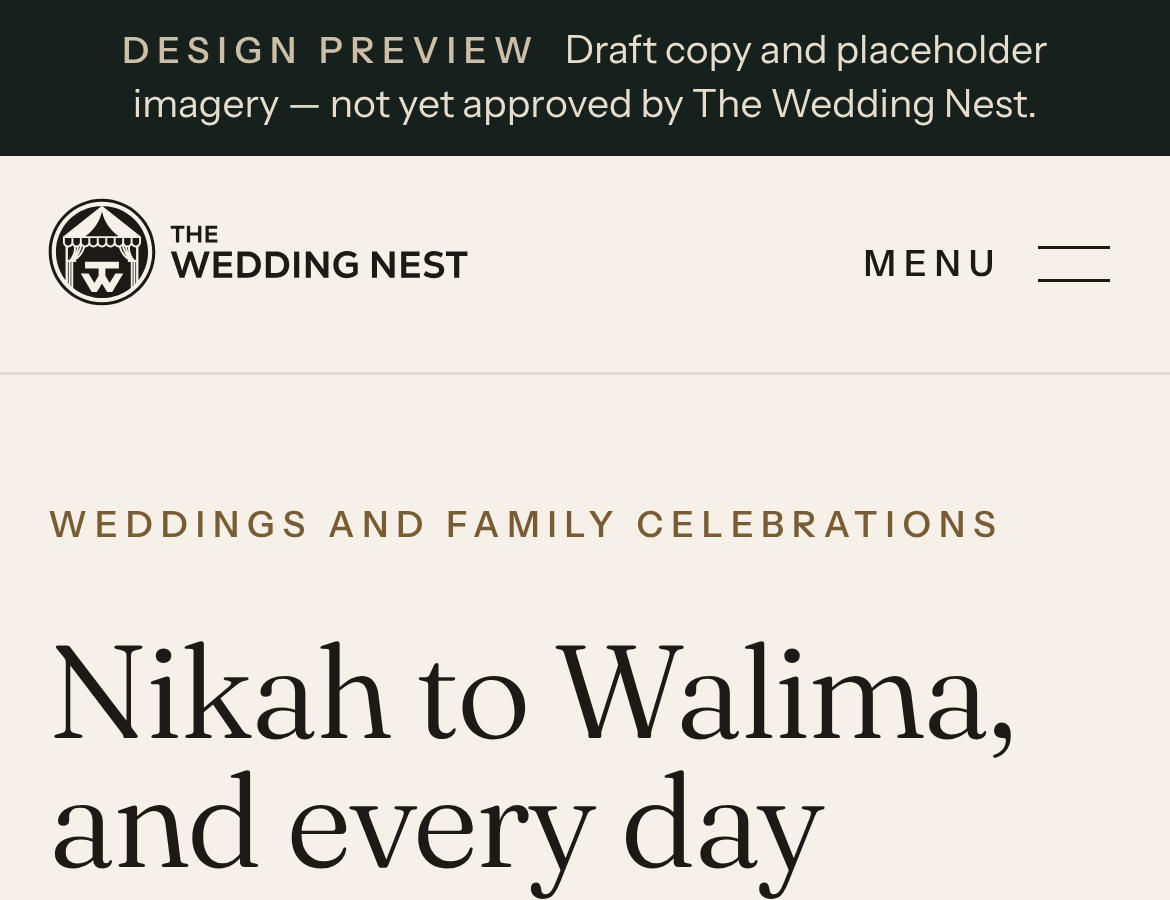 DESIGN PREVIEW Draft copy and placeholder
imagery — not yet approved by The Wedding Nest.
THE
WEDDING NEST
MENU
WEDDINGS AND FAMILY CELEBRATIONS
Nikah to Walima,
and every day